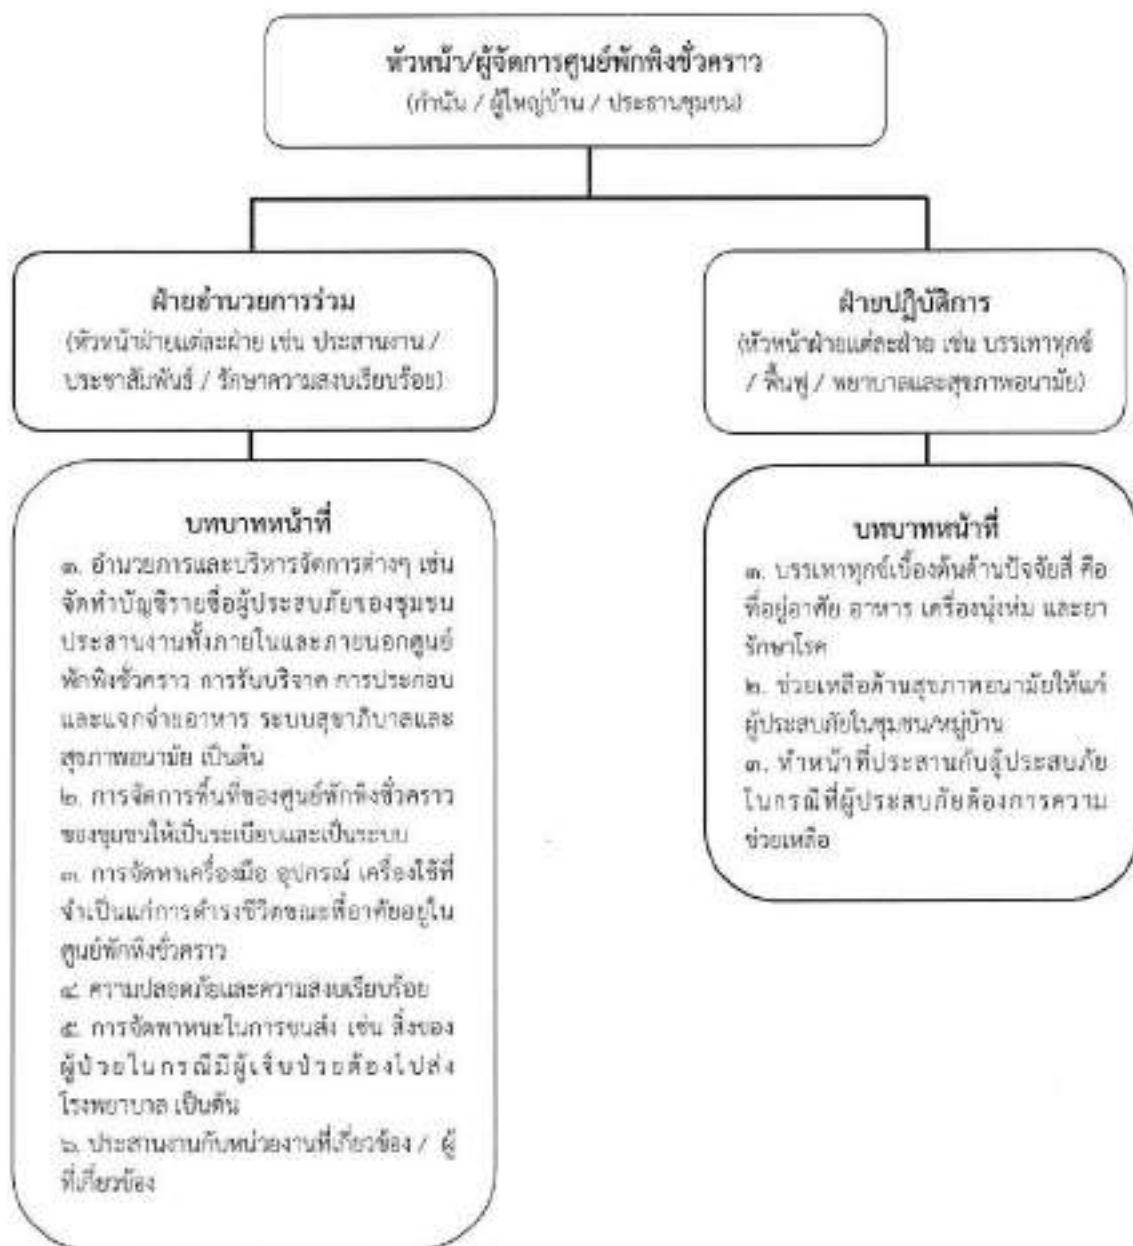 หัวหน้า/ผู้จัดการศูนย์พักพิงชั่วคราว
(กำนัน / ผู้ใหญ่บ้าน / ประธานชุมชน)
ฝ่ายอำนวยการร่วม
(หัวหน้าฝ่ายแต่ละฝ่าย เช่น ประสานงาน /
ประชาสัมพันธ์ / รักษาความสงบเรียบร้อย)
บทบาทหน้าที่
๑. อำนวยการและบริหารจัดการต่างๆ เช่น
จัดทำบัญชีรายชื่อผู้ประสบภัยของชุมชน
ประสานงานทั้งภายในและภายนอกศูนย์
พักพิงชั่วคราว การรับบริจาค การประกอบ
และแจกจ่ายอาหาร ระบบสุขาภิบาลและ
สุขภาพอนามัย เป็นต้น
๒. การจัดการพื้นที่ของศูนย์พักพิงชั่วคราว
ของชุมชนให้เป็นระเบียบและเป็นระบบ
๓. การจัดหาเครื่องมือ อุปกรณ์ เครื่องใช้ที่
จำเป็นแก่การดำรงชีวิตขณะที่อาศัยอยู่ใน
ศูนย์พักพิงชั่วคราว
๔. ความปลอดภัยและความสงบเรียบร้อย
๕. การจัดพาหนะในการขนส่ง เช่น สิ่งของ
ผู้ป่วยในกรณีมีผู้เจ็บป่วยต้องไปส่ง
โรงพยาบาล เป็นต้น
๖. ประสานงานกับหน่วยงานที่เกี่ยวข้อง / ผู้
ที่เกี่ยวข้อง
ฝ่ายปฏิบัติการ
(หัวหน้าฝ่ายแต่ละฝ่าย เช่น บรรเทาทุกข์
/ ฟื้นฟู / พยาบาลและสุขภาพอนามัย)
บทบาทหน้าที่
๑. บรรเทาทุกข์เบื้องต้นด้านปัจจัยสี่ คือ
ที่อยู่อาศัย อาหาร เครื่องนุ่งห่ม และยา
รักษาโรค
๒. ช่วยเหลือด้านสุขภาพอนามัยให้แก่
ผู้ประสบภัยในชุมชน/หมู่บ้าน
๓. ทำหน้าที่ประสานกับผู้ประสบภัย
ในกรณีที่ผู้ประสบภัยต้องการความ
ช่วยเหลือ